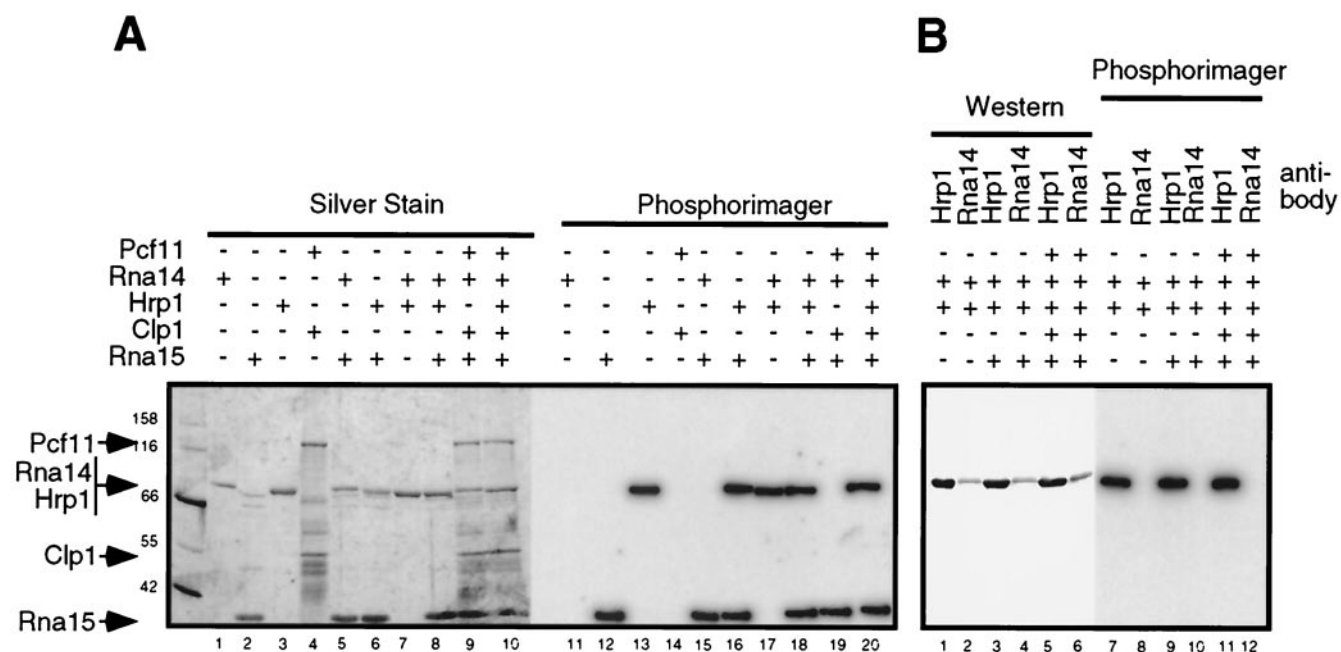 A
B
Phosphorimager
Western
Hrp1 Rna14 Hrp1 Rna14 Hrp1 Rna14 Hrp1 Rna14 Hrp1 Rna14 Hrp1 Rna14
anti-
body
Silver Stain
Phosphorimager
Pcf11 - - - + - - - - + + - - - + - - - - + + - - - - + + - - - - + +
Rna14 + - - - + - + + + + + - - - + - + + + + + + + + + + + + + + + +
Hrp1 - - + - - + + + - + - - + - - + + + - + + + + + + + + + + + + +
Clp1 - - - + - - - - + + - - - + - - - - + + - - - - + + - - - - + +
Rna15 - + - - + + - + + + - + - - + + - + + + - - + + + + - - + + + +
158
Pcf11 116
Rna14
Hrp1 66
55
Clp1
42
Rna15
1 2 3 4 5 6 7 8 9 10 11 12 13 14 15 16 17 18 19 20
1 2 3 4 5 6 7 8 9 10 11 12